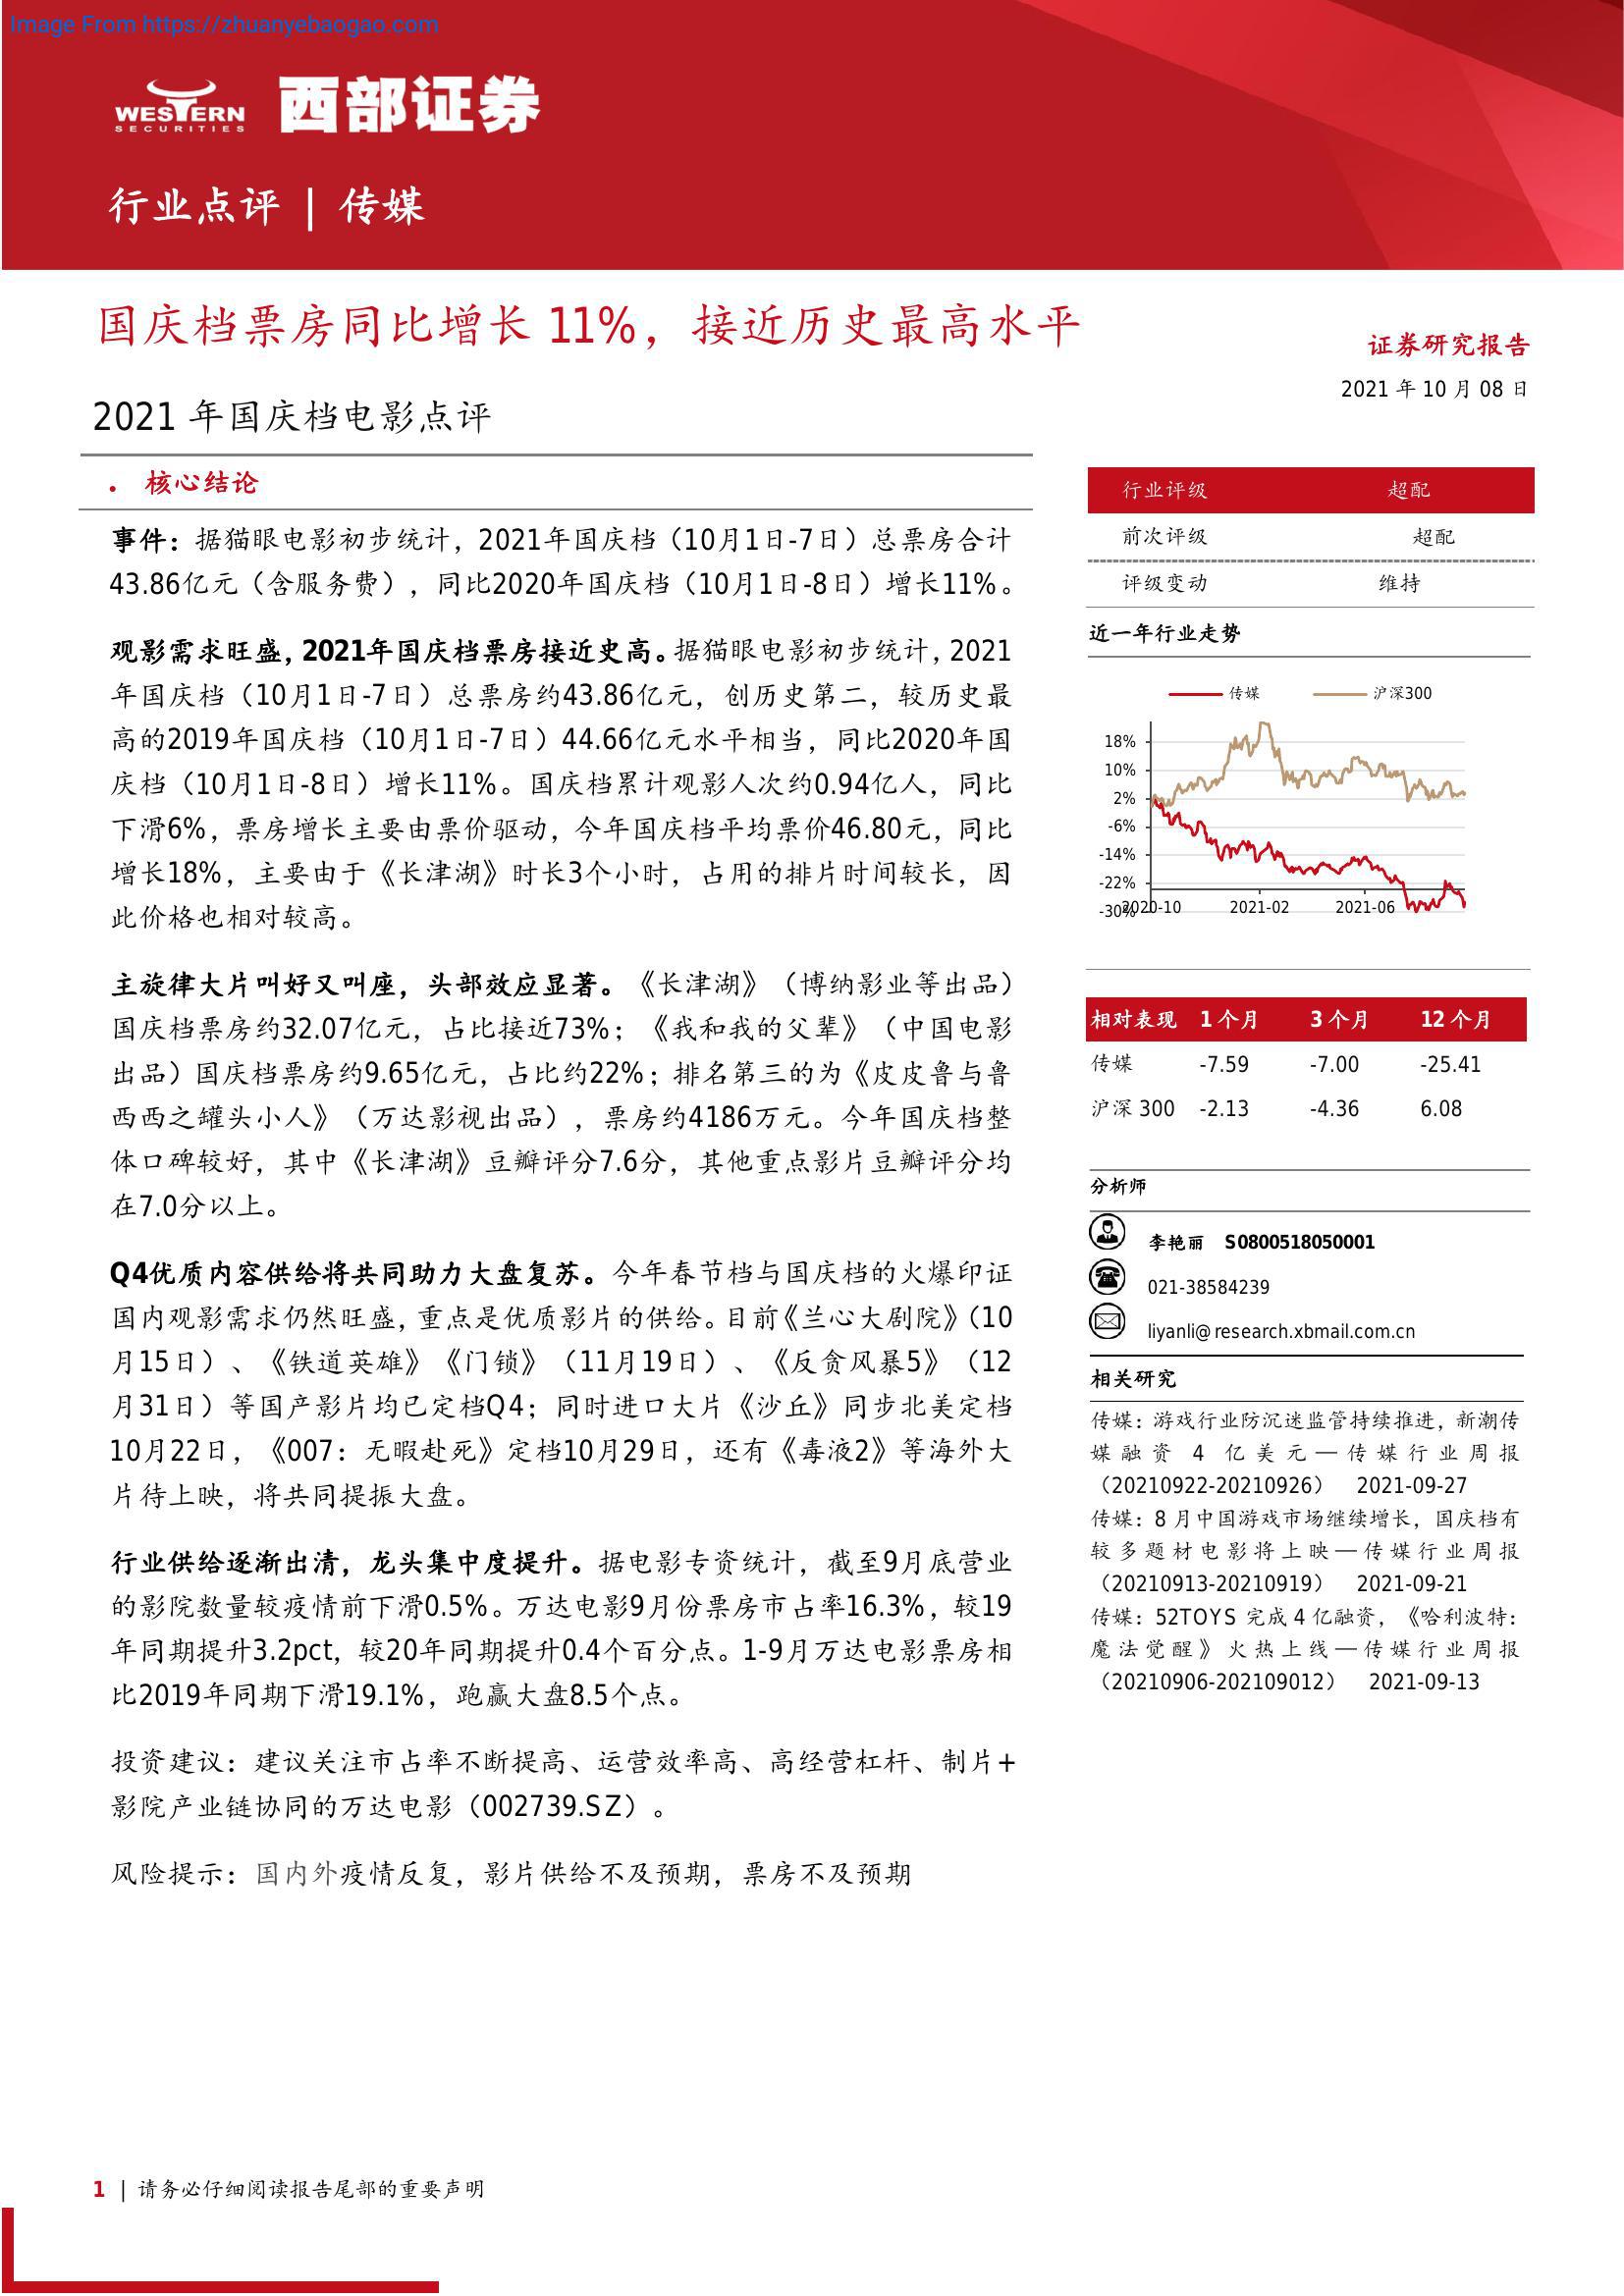 Image From https://zhuanyebaogao.com
WESTERN
SECURITIES
西部证券
行业点评 | 传媒
国庆档票房同比增长 11%，接近历史最高水平
2021 年国庆档电影点评
证券研究报告
2021 年 10 月 08 日
• 核心结论
事件：据猫眼电影初步统计，2021年国庆档（10月1日-7日）总票房合计
43.86亿元（含服务费），同比2020年国庆档（10月1日-8日）增长11%。
观影需求旺盛，2021年国庆档票房接近史高。据猫眼电影初步统计，2021
年国庆档（10月1日-7日）总票房约43.86亿元，创历史第二，较历史最
高的2019年国庆档（10月1日-7日）44.66亿元水平相当，同比2020年国
庆档（10月1日-8日）增长11%。国庆档累计观影人次约0.94亿人，同比
下滑6%，票房增长主要由票价驱动，今年国庆档平均票价46.80元，同比
增长18%，主要由于《长津湖》时长3个小时，占用的排片时间较长，因
此价格也相对较高。
主旋律大片叫好又叫座，头部效应显著。《长津湖》（博纳影业等出品）
国庆档票房约32.07亿元，占比接近73%；《我和我的父辈》（中国电影
出品）国庆档票房约9.65亿元，占比约22%；排名第三的为《皮皮鲁与鲁
西西之罐头小人》（万达影视出品），票房约4186万元。今年国庆档整
体口碑较好，其中《长津湖》豆瓣评分7.6分，其他重点影片豆瓣评分均
在7.0分以上。
Q4优质内容供给将共同助力大盘复苏。今年春节档与国庆档的火爆印证
国内观影需求仍然旺盛，重点是优质影片的供给。目前《兰心大剧院》（10
月15日）、《铁道英雄》《门锁》（11月19日）、《反贪风暴5》（12
月31日）等国产影片均已定档Q4；同时进口大片《沙丘》同步北美定档
10月22日，《007：无暇赴死》定档10月29日，还有《毒液2》等海外大
片待上映，将共同提振大盘。
行业供给逐渐出清，龙头集中度提升。据电影专资统计，截至9月底营业
的影院数量较疫情前下滑0.5%。万达电影9月份票房市占率16.3%，较19
年同期提升3.2pct，较20年同期提升0.4个百分点。1-9月万达电影票房相
比2019年同期下滑19.1%，跑赢大盘8.5个点。
投资建议：建议关注市占率不断提高、运营效率高、高经营杠杆、制片+
影院产业链协同的万达电影（002739.SZ）。
风险提示：国内外疫情反复，影片供给不及预期，票房不及预期
行业评级 超配
前次评级 超配
评级变动 维持
近一年行业走势
传媒 沪深300
18%
10%
2%
-6%
-14%
-22%
-30%
2020-10 2021-02 2021-06
相对表现 1 个月 3 个月 12 个月
传媒 -7.59 -7.00 -25.41
沪深 300 -2.13 -4.36 6.08
分析师
李艳丽 S0800518050001
021-38584239
liyanli@research.xbmail.com.cn
相关研究
传媒：游戏行业防沉迷监管持续推进，新潮传
媒融资 4 亿美元—传媒行业周报
（20210922-20210926） 2021-09-27
传媒：8 月中国游戏市场继续增长，国庆档有
较多题材电影将上映—传媒行业周报
（20210913-20210919） 2021-09-21
传媒：52TOYS 完成 4 亿融资，《哈利波特：
魔法觉醒》火热上线—传媒行业周报
（20210906-202109012） 2021-09-13
1 | 请务必仔细阅读报告尾部的重要声明